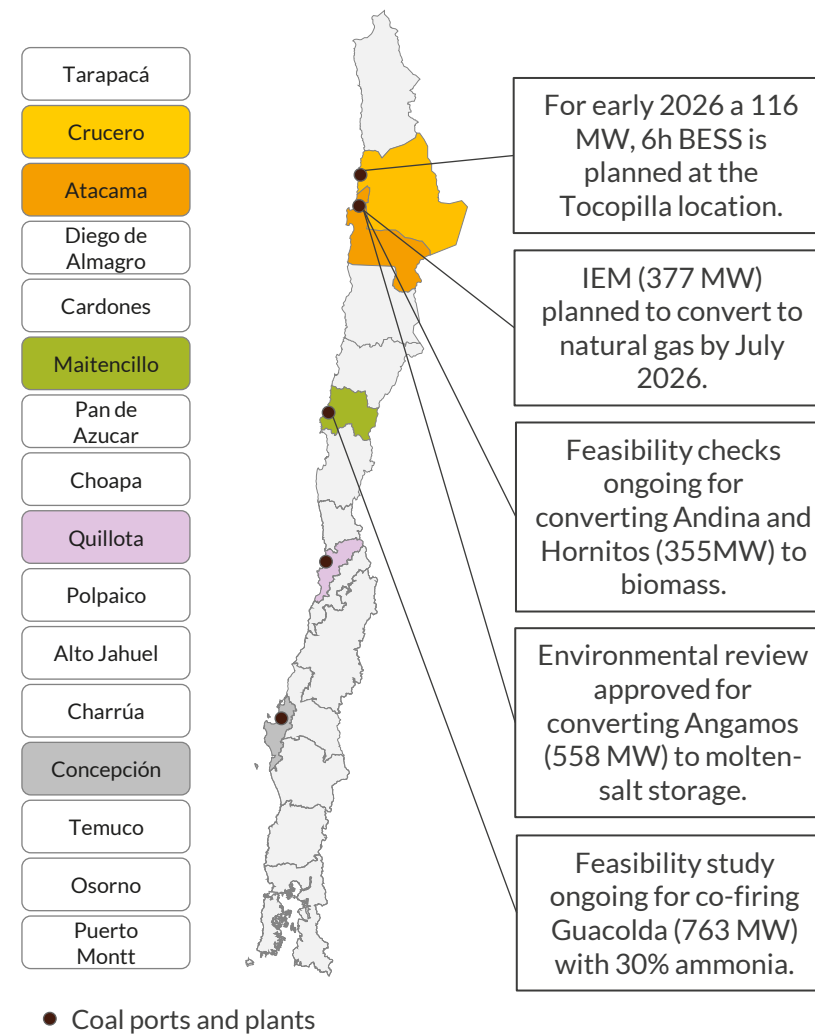 Tarapacá
Crucero
Atacama
Diego de
Almagro
Cardones
Maitencillo
Pan de
Azucar
Choapa
Quillota
Polpaico
Alto Jahuel
Charrúa
Concepción
Temuco
Osorno
Puerto
Montt
For early 2026 a 116
MW, 6h BESS is
planned at the
Tocopilla location.
IEM (377 MW)
planned to convert to
natural gas by July
2026.
Feasibility checks
ongoing for
converting Andina and
Hornitos (355MW) to
biomass.
Environmental review
approved for
converting Angamos
(558 MW) to molten-
salt storage.
Feasibility study
ongoing for co-firing
Guacolda (763 MW)
with 30% ammonia.
Coal ports and plants